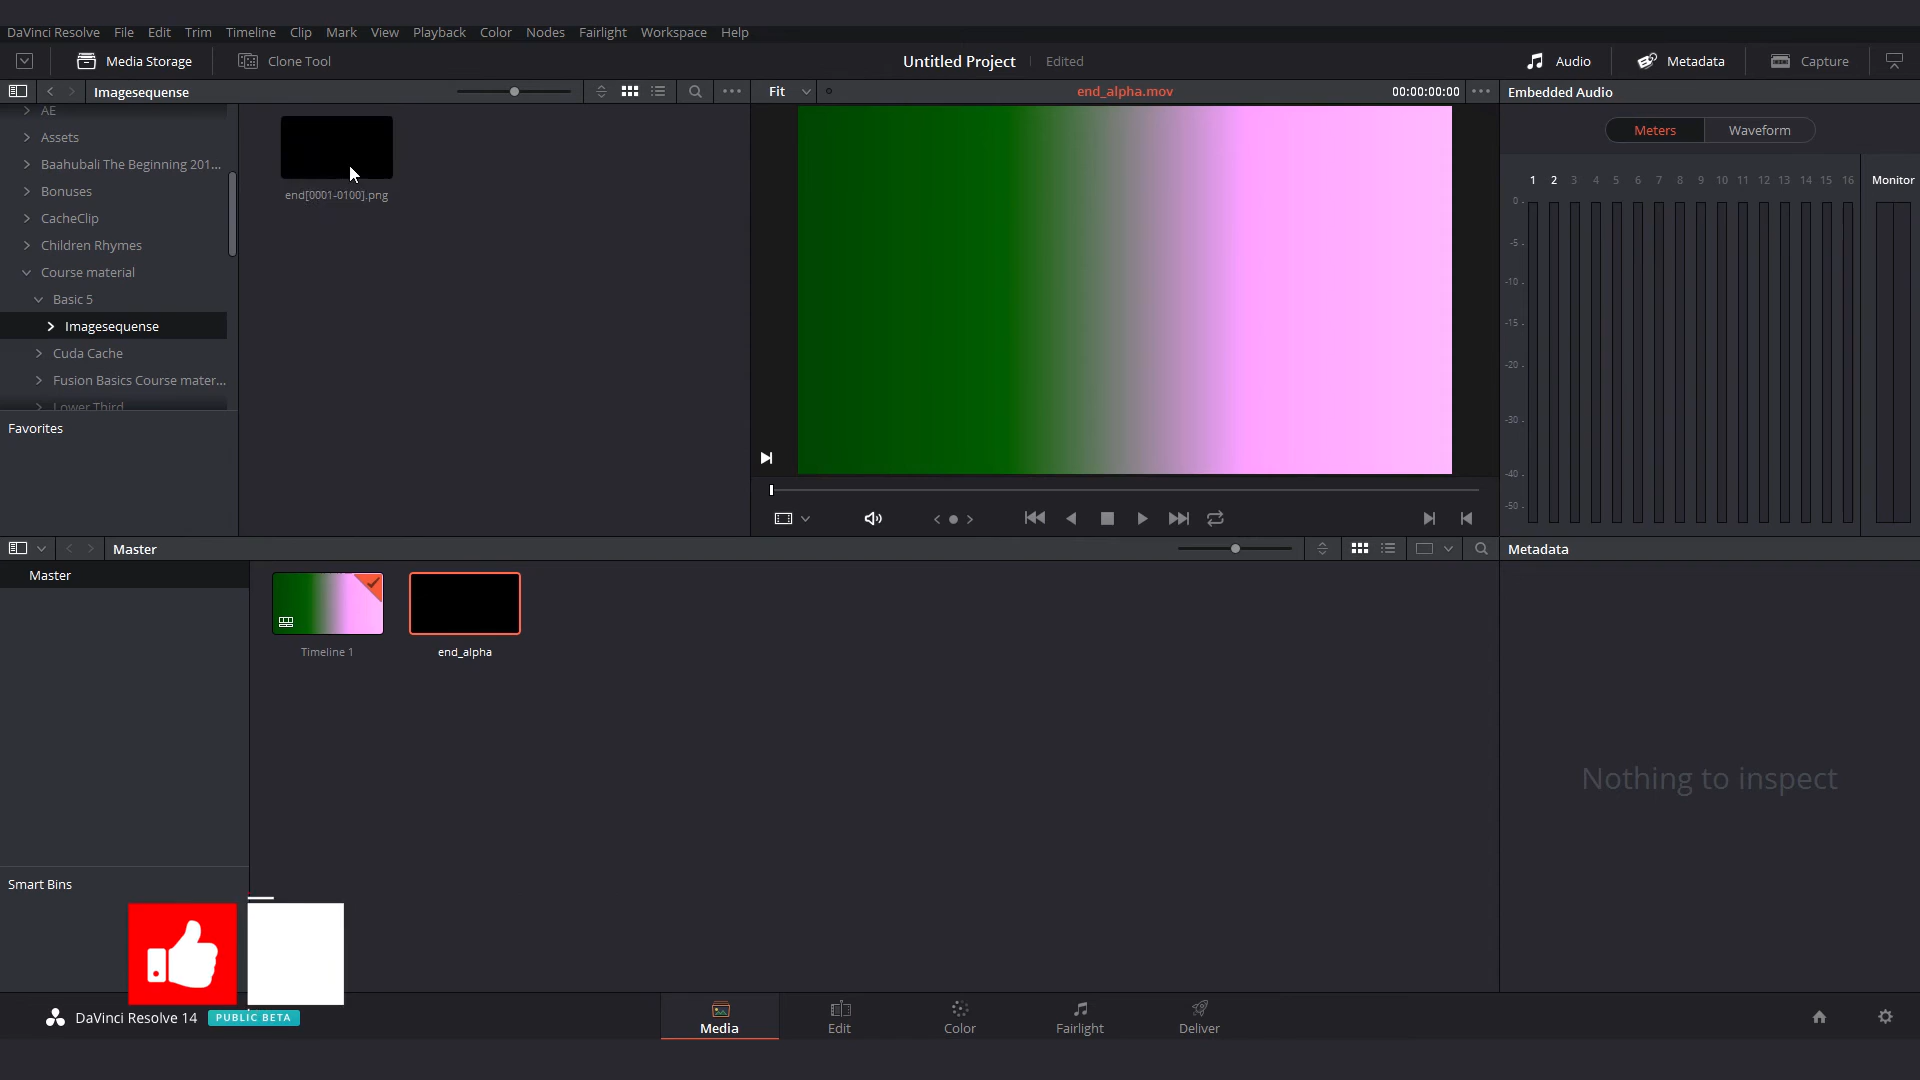 DaVinci Resolve File Edit Trim Timeline Clip Mark View Playback Color Nodes Fairlight Workspace Help
Media Storage Clone Tool Untitled Project Edited Audio Metadata Capture
Imagesequense Fit end_alpha.mov 00:00:00:00 Embedded Audio
AE
Assets
Baahubali The Beginning 201...
Bonuses
CacheClip
Children Rhymes
Course material
Basic 5
Imagesequense
Cuda Cache
Fusion Basics Course mater...
Lower Third
Favorites
end[0001-0100].png
Meters Waveform
1 2 3 4 5 6 7 8 9 10 11 12 13 14 15 16 Monitor
0
-5
-10
-15
-20
-30
-40
-50
Master Metadata
Master
Timeline 1 end_alpha
Nothing to inspect
Smart Bins
DaVinci Resolve 14 PUBLIC BETA
Media Edit Color Fairlight Deliver